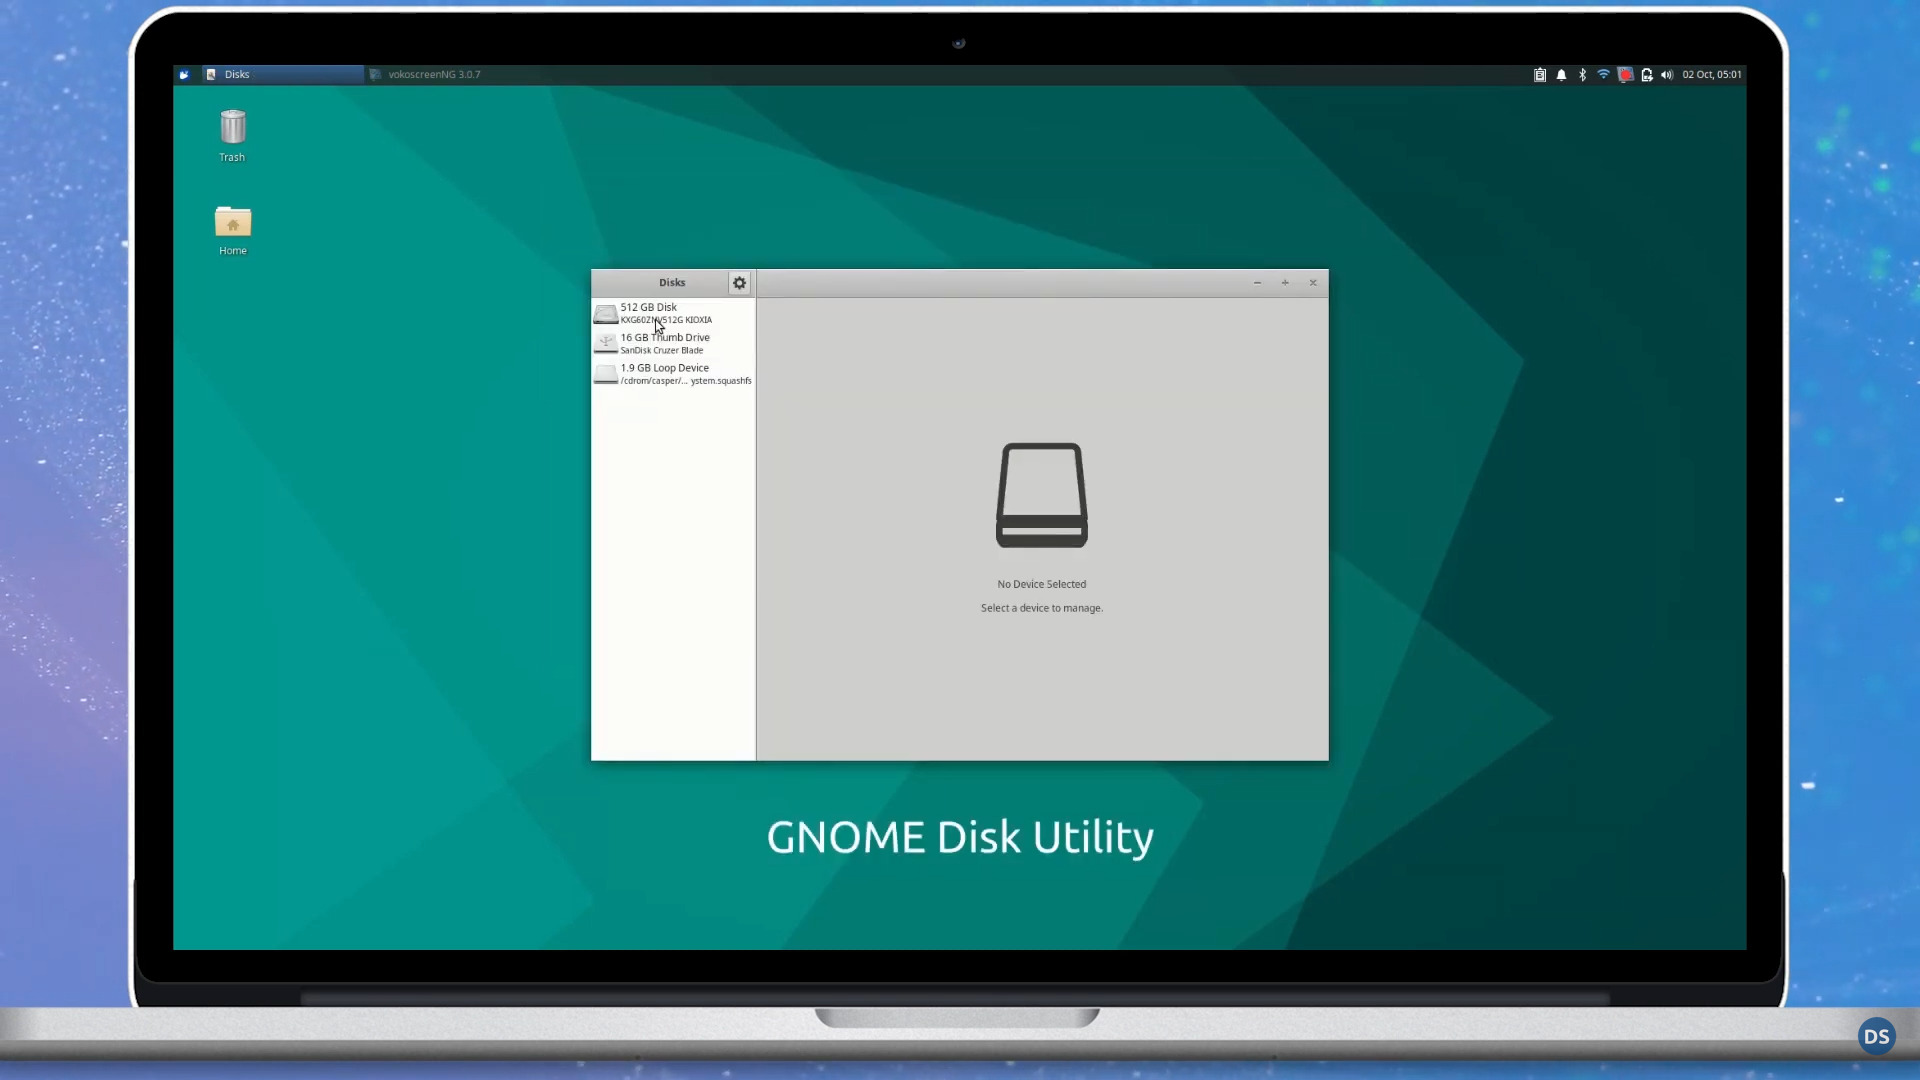 Disks
vokoscreenNG 3.0.7
02 Oct, 05:01
Trash
Home
Disks
512 GB Disk
KXG60ZNV512G KIOXIA
16 GB Thumb Drive
SanDisk Cruzer Blade
1.9 GB Loop Device
/cdrom/casper/... ystem.squashfs
No Device Selected
Select a device to manage.
GNOME Disk Utility
DS